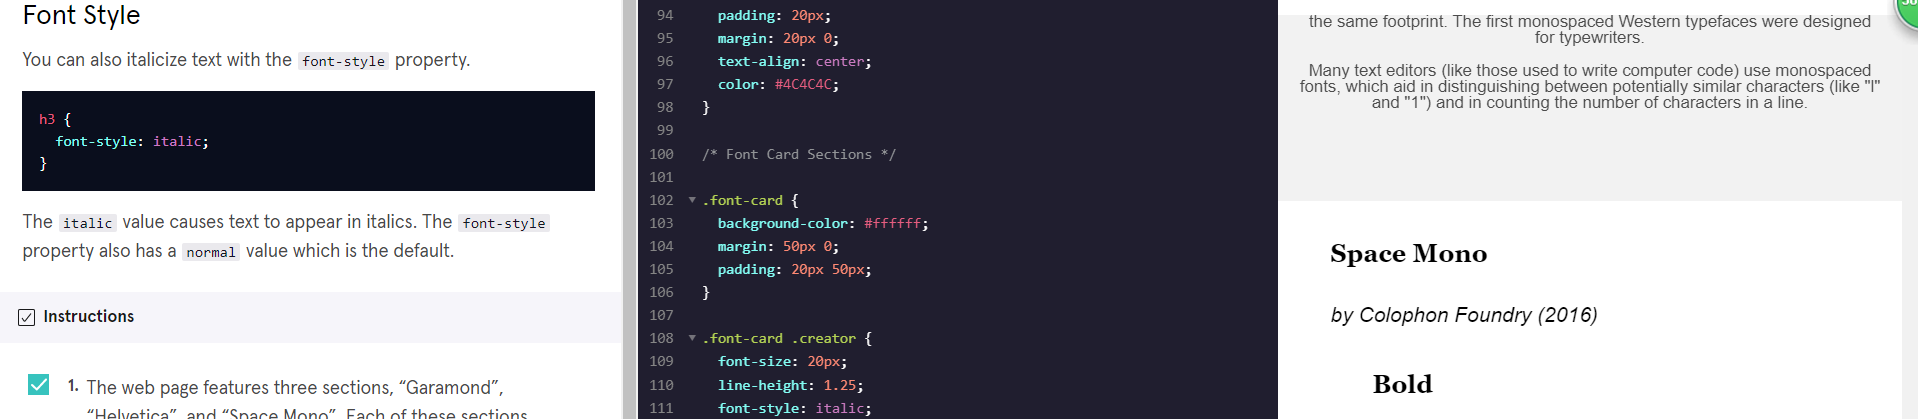 Font Style
You can also italicize text with the font-style property.
h3 {
font-style: italic;
}
The italic value causes text to appear in italics. The font-style
property also has a normal value which is the default.
Instructions
1. The web page features three sections, “Garamond”,
“Helvetica”, and “Space Mono”. Each of these sections
94 padding: 20px;
95 margin: 20px 0;
96 text-align: center;
97 color: #4C4C4C;
98 }
99
100 /* Font Card Sections */
101
102 .font-card {
103 background-color: #ffffff;
104 margin: 50px 0;
105 padding: 20px 50px;
106 }
107
108 .font-card .creator {
109 font-size: 20px;
110 line-height: 1.25;
111 font-style: italic;
the same footprint. The first monospaced Western typefaces were designed
for typewriters.
Many text editors (like those used to write computer code) use monospaced
fonts, which aid in distinguishing between potentially similar characters (like "l"
and "1") and in counting the number of characters in a line.
Space Mono
by Colophon Foundry (2016)
Bold